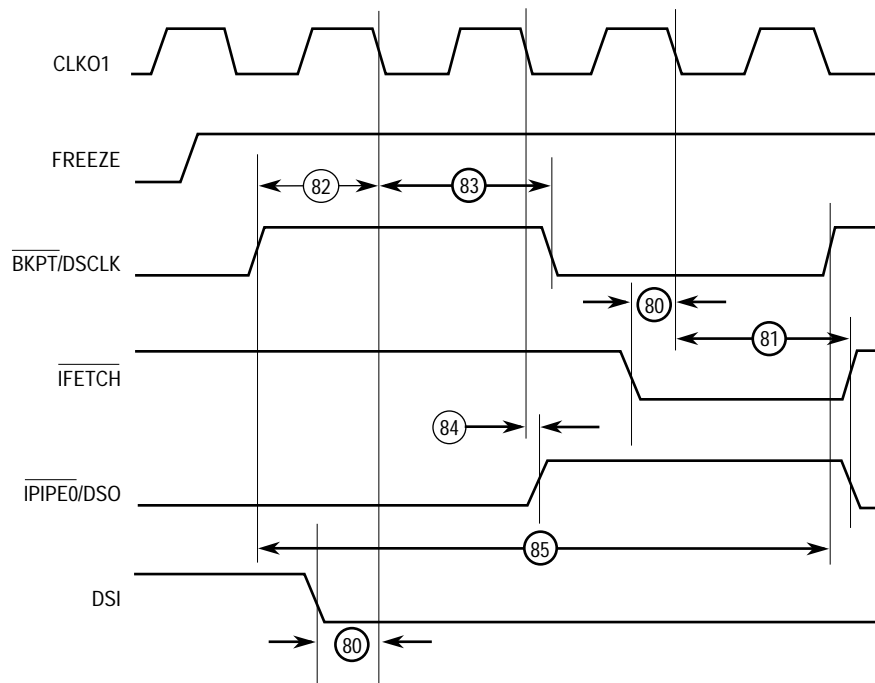 CLKO1
FREEZE
82
83
BKPT/DSCLK
80
81
IFETCH
84
IPIPE0/DSO
85
DSI
80